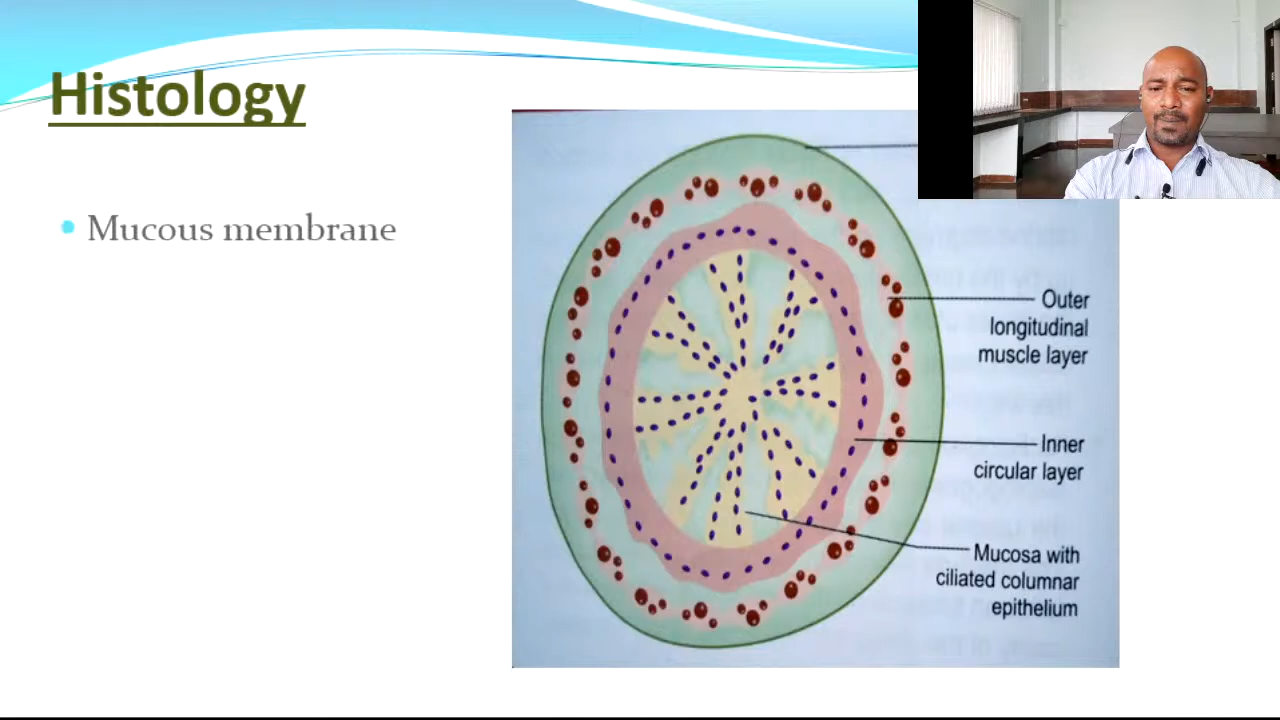 Histology
Mucous membrane
Outer
longitudinal
muscle layer
Inner
circular layer
Mucosa with
ciliated columnar
epithelium